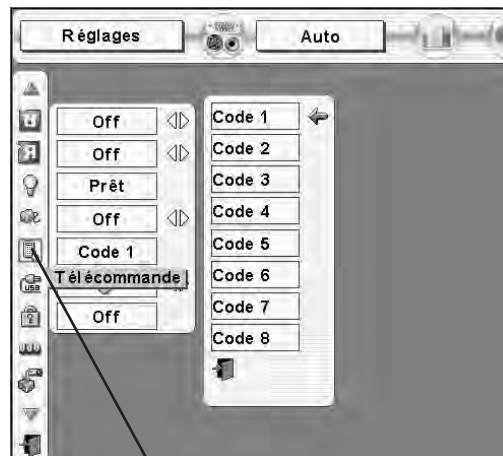 Réglages
Auto
Off
Off
Prêt
Off
Code 1
Télécommande
Off
Code 1
Code 2
Code 3
Code 4
Code 5
Code 6
Code 7
Code 8
USB